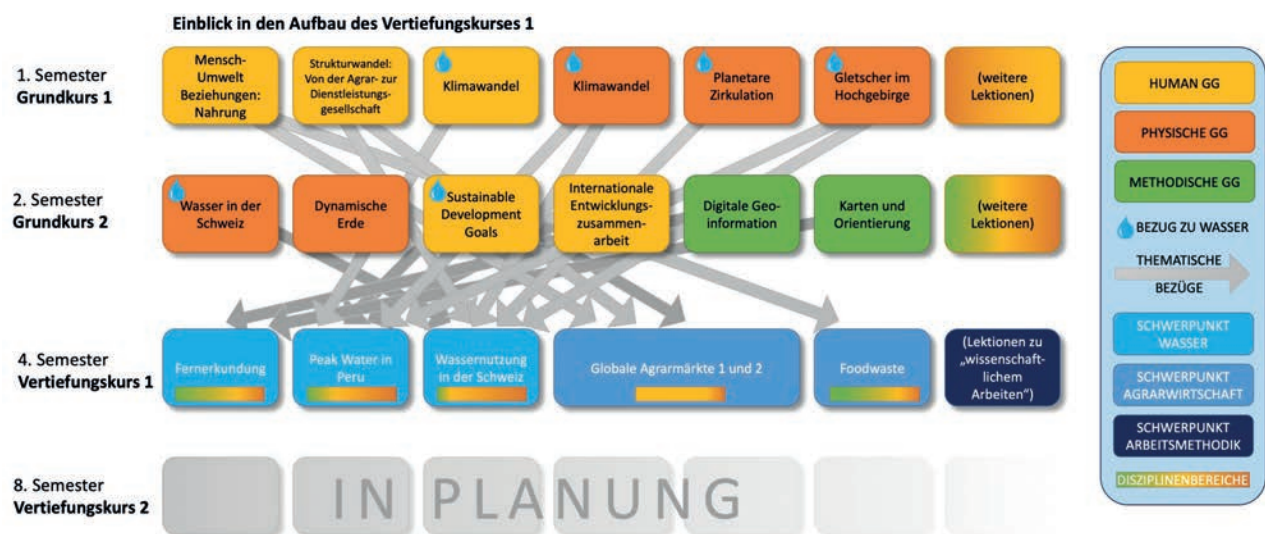 Einblick in den Aufbau des Vertiefungskurses 1
1. Semester
Grundkurs 1
Mensch-
Umwelt
Beziehungen:
Nahrung
Strukturwandel:
Von der Agrar- zur
Dienstleistungs-
gesellschaft
Klimawandel
Klimawandel
Planetare
Zirkulation
Gletscher im
Hochgebirge
(weitere
Lektionen)
2. Semester
Grundkurs 2
Wasser in der
Schweiz
Dynamische
Erde
Sustainable
Development
Goals
Internationale
Entwicklungs-
zusammen-
arbeit
Digitale Geo-
information
Karten und
Orientierung
(weitere
Lektionen)
4. Semester
Vertiefungskurs 1
Fernerkundung
Peak Water in
Peru
Wassernutzung
in der Schweiz
Globale Agrarmärkte 1 und 2
Foodwaste
(Lektionen zu
„wissenschaft-
lichem
Arbeiten“)
8. Semester
Vertiefungskurs 2
IN PLANUNG
HUMAN GG
PHYSISCHE GG
METHODISCHE GG
BEZUG ZU WASSER
THEMATISCHE
BEZÜGE
SCHWERPUNKT
WASSER
SCHWERPUNKT
AGRARWIRTSCHAFT
SCHWERPUNKT
ARBEITSMETHODIK
DISZIPLINENBEREICHE